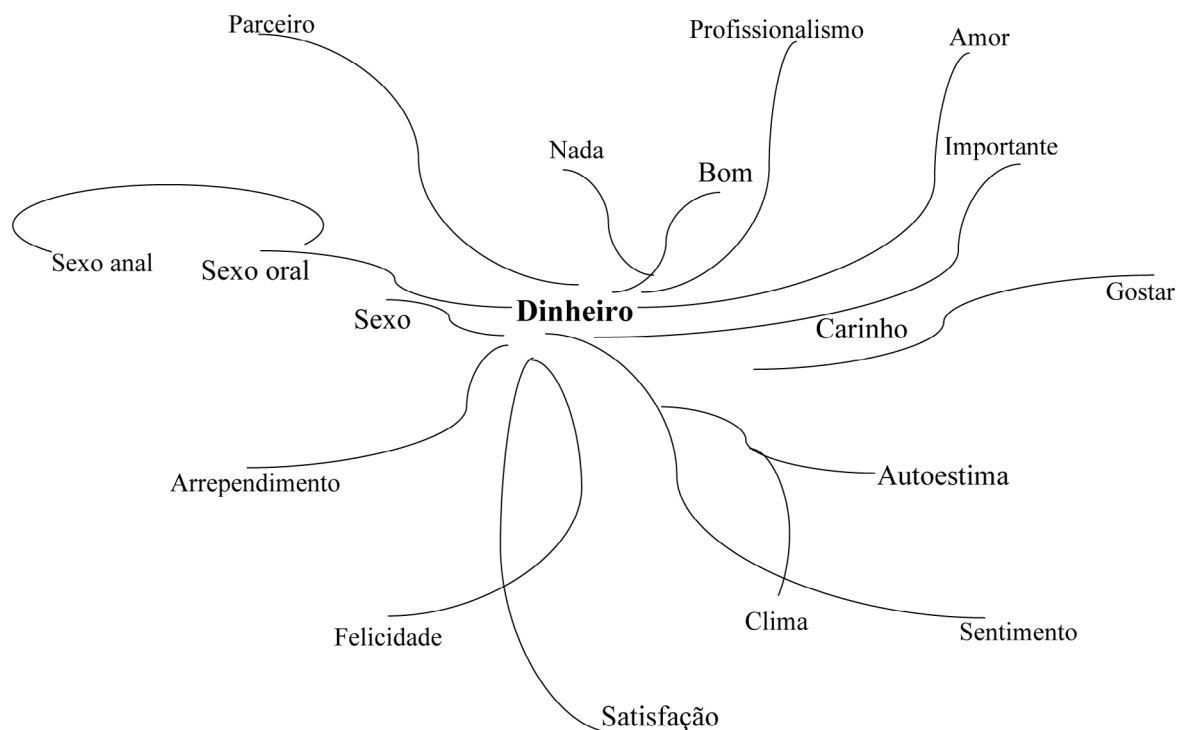 Parceiro
Profissionalismo
Amor
Nada
Bom
Importante
Sexo anal
Sexo oral
Gostar
Dinheiro
Sexo
Carinho
Arrependimento
Autoestima
Felicidade
Clima
Sentimento
Satisfação